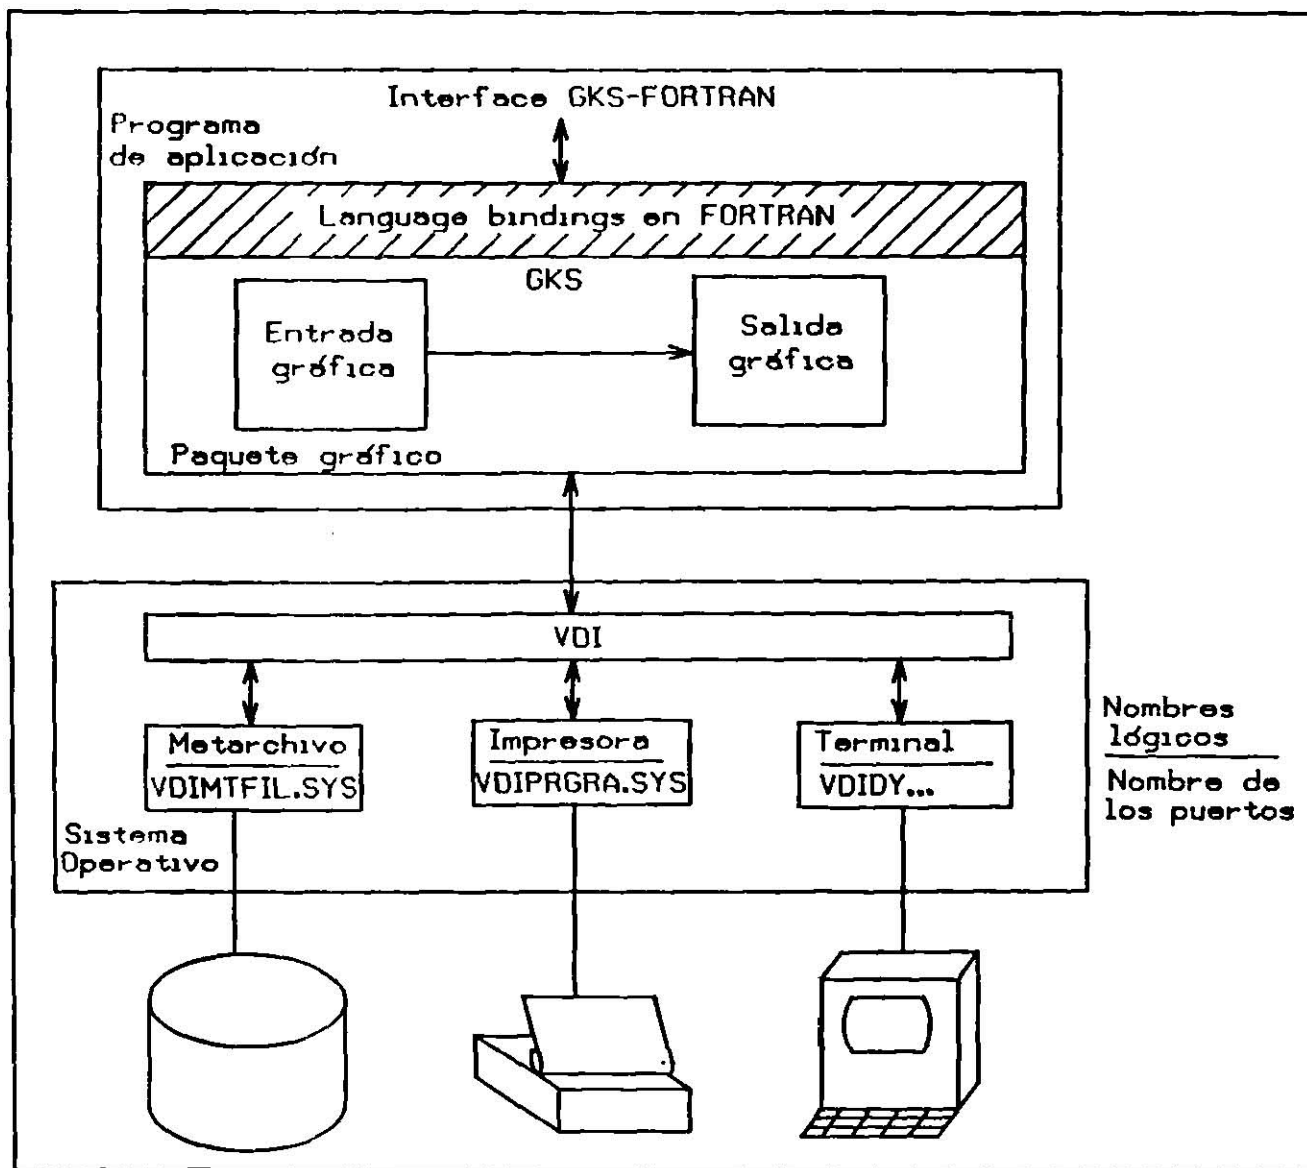 Interface GKS-FORTRAN
Programa
de aplicación
Language bindings en FORTRAN
GKS
Entrada
gráfica
Salida
gráfica
Paquete gráfico
VDI
Metarchivo
VDIMTFIL.SYS
Impresora
VDIPRGRA.SYS
Terminal
VDIDY...
Nombres
lógicos
Nombre de
los puertos
Sistema
Operativo